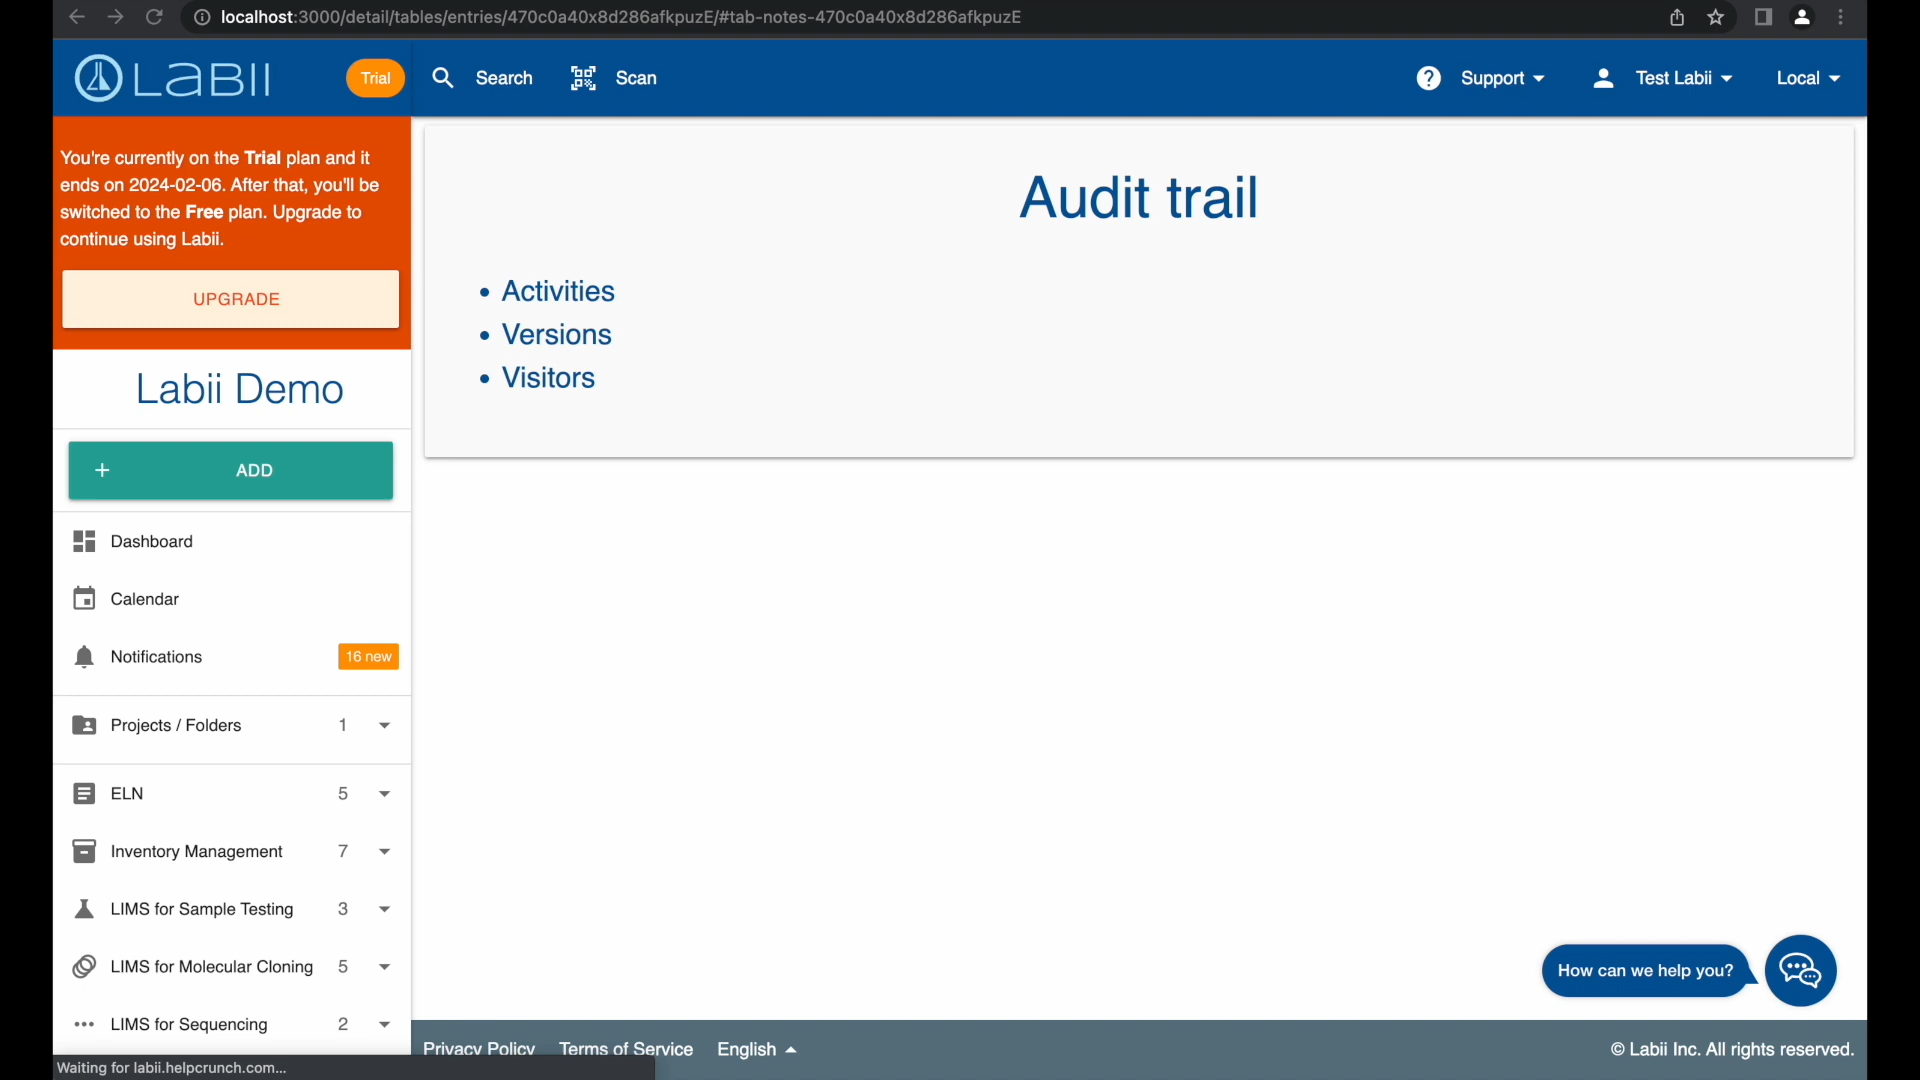 localhost:3000/detail/tables/entries/470c0a40x8d286afkpuzE/#tab-notes-470c0a40x8d286afkpuzE
LABII
Trial
Search
Scan
Support
Test Labii
Local
You're currently on the Trial plan and it
ends on 2024-02-06. After that, you'll be
switched to the Free plan. Upgrade to
continue using Labii.
UPGRADE
Labii Demo
+ ADD
Dashboard
Calendar
Notifications 16 new
Projects / Folders 1
ELN 5
Inventory Management 7
LIMS for Sample Testing 3
LIMS for Molecular Cloning 5
LIMS for Sequencing 2
Audit trail
• Activities
• Versions
• Visitors
How can we help you?
Privacy Policy Terms of Service English
© Labii Inc. All rights reserved.
Waiting for labii.helpcrunch.com...